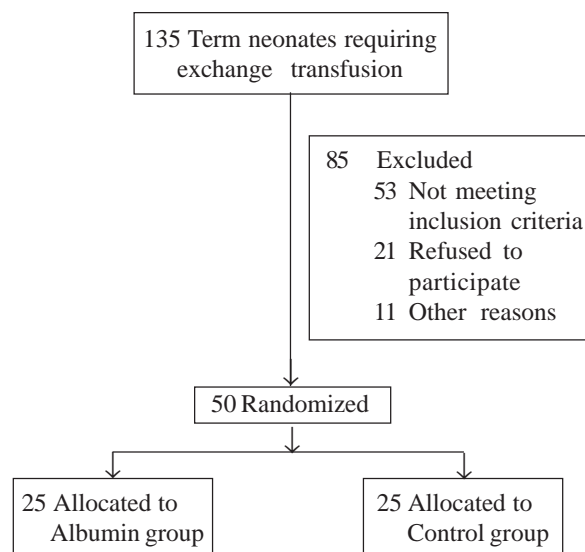 135 Term neonates requiring
exchange transfusion
85 Excluded
53 Not meeting
inclusion criteria
21 Refused to
participate
11 Other reasons
50 Randomized
25 Allocated to
Albumin group
25 Allocated to
Control group